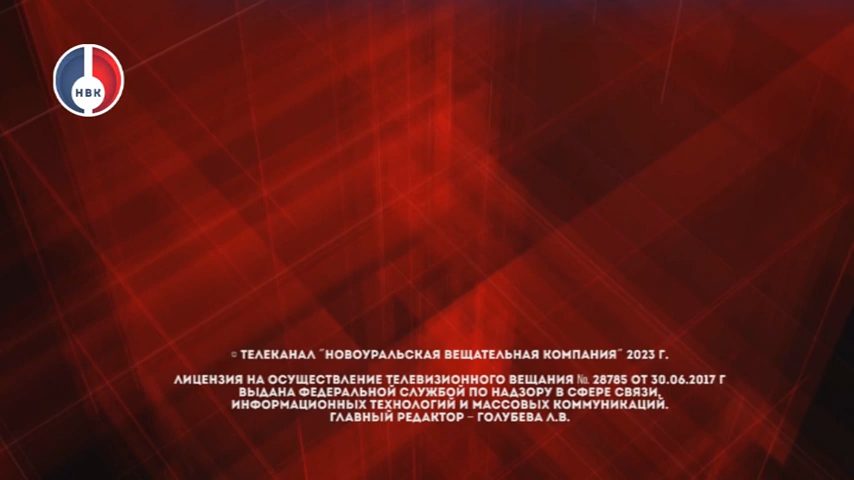 НВК
© ТЕЛЕКАНАЛ "НОВОУРАЛЬСКАЯ ВЕЩАТЕЛЬНАЯ КОМПАНИЯ" 2023 Г.
ЛИЦЕНЗИЯ НА ОСУЩЕСТВЛЕНИЕ ТЕЛЕВИЗИОННОГО ВЕЩАНИЯ №. 28785 ОТ 30.06.2017 Г
ВЫДАНА ФЕДЕРАЛЬНОЙ СЛУЖБОЙ ПО НАДЗОРУ В СФЕРЕ СВЯЗИ,
ИНФОРМАЦИОННЫХ ТЕХНОЛОГИЙ И МАССОВЫХ КОММУНИКАЦИЙ.
ГЛАВНЫЙ РЕДАКТОР – ГОЛУБЕВА Л.В.